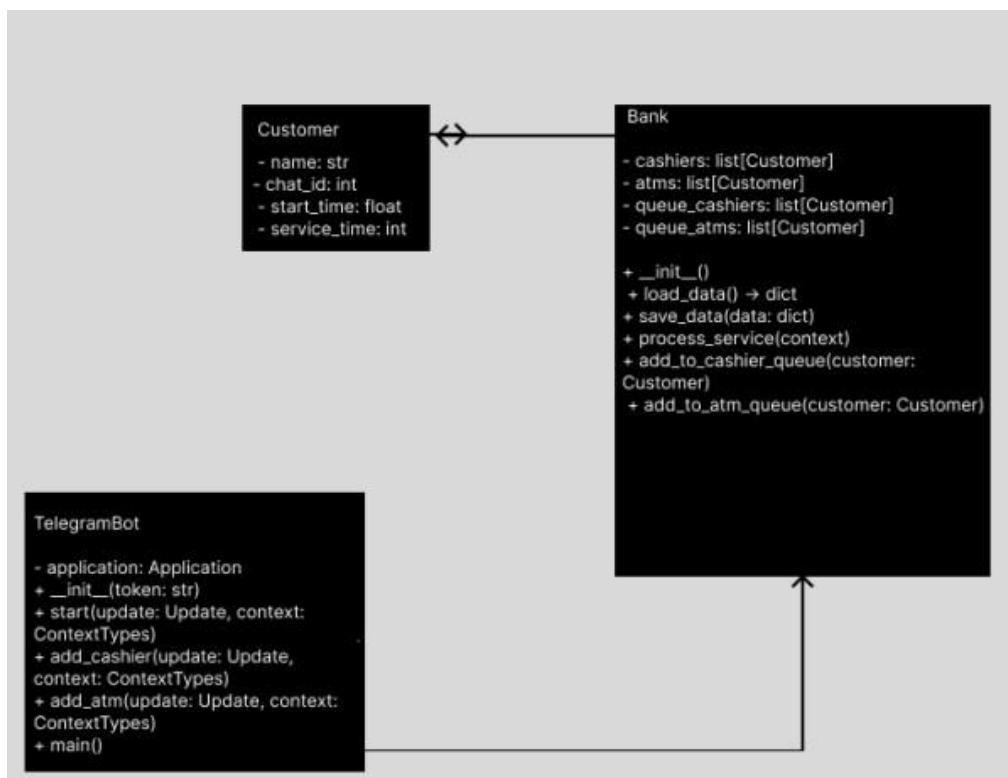 Customer
- name: str
- chat_id: int
- start_time: float
- service_time: int
Bank
- cashiers: list[Customer]
- atms: list[Customer]
- queue_cashiers: list[Customer]
- queue_atms: list[Customer]
+ __init__()
+ load_data() → dict
+ save_data(data: dict)
+ process_service(context)
+ add_to_cashier_queue(customer:
Customer)
+ add_to_atm_queue(customer: Customer)
TelegramBot
- application: Application
+ __init__(token: str)
+ start(update: Update, context:
ContextTypes)
+ add_cashier(update: Update,
context: ContextTypes)
+ add_atm(update: Update, context:
ContextTypes)
+ main()